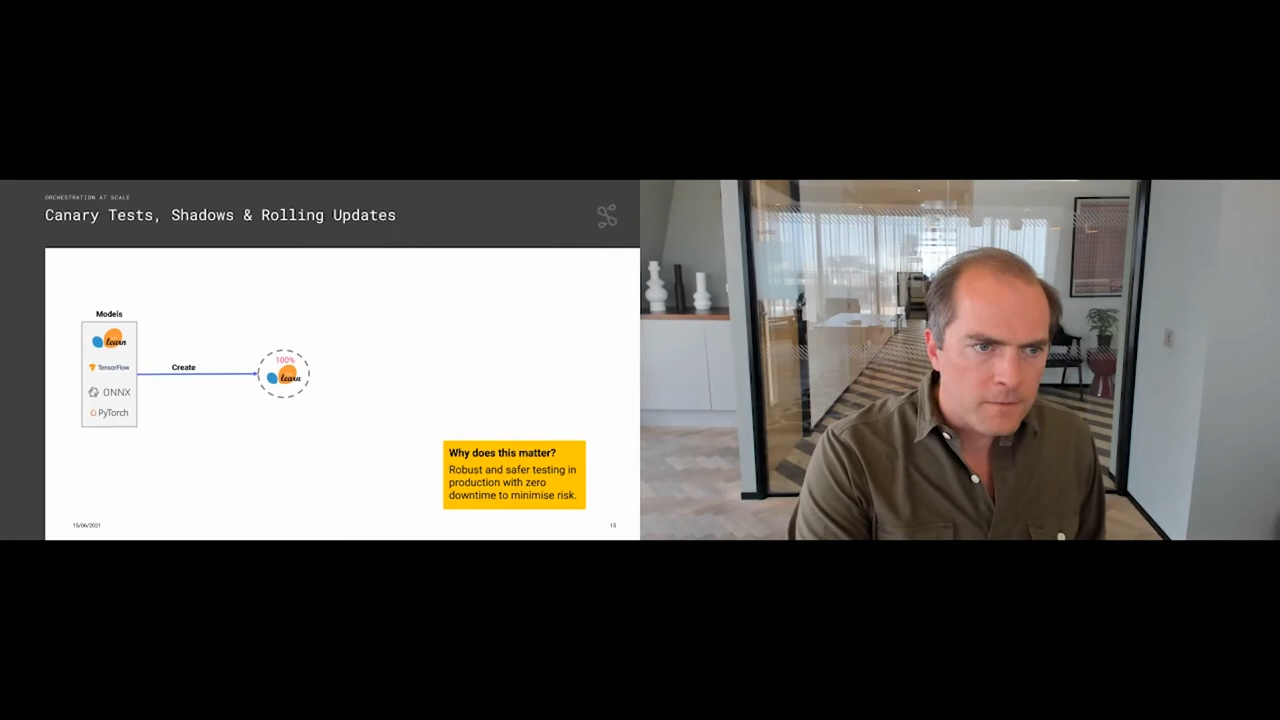 ORCHESTRATION AT SCALE
Canary Tests, Shadows & Rolling Updates
Models
learn
TensorFlow
ONNX
PyTorch
Create
100%
learn
Why does this matter?
Robust and safer testing in
production with zero
downtime to minimise risk.
15/06/2021
15